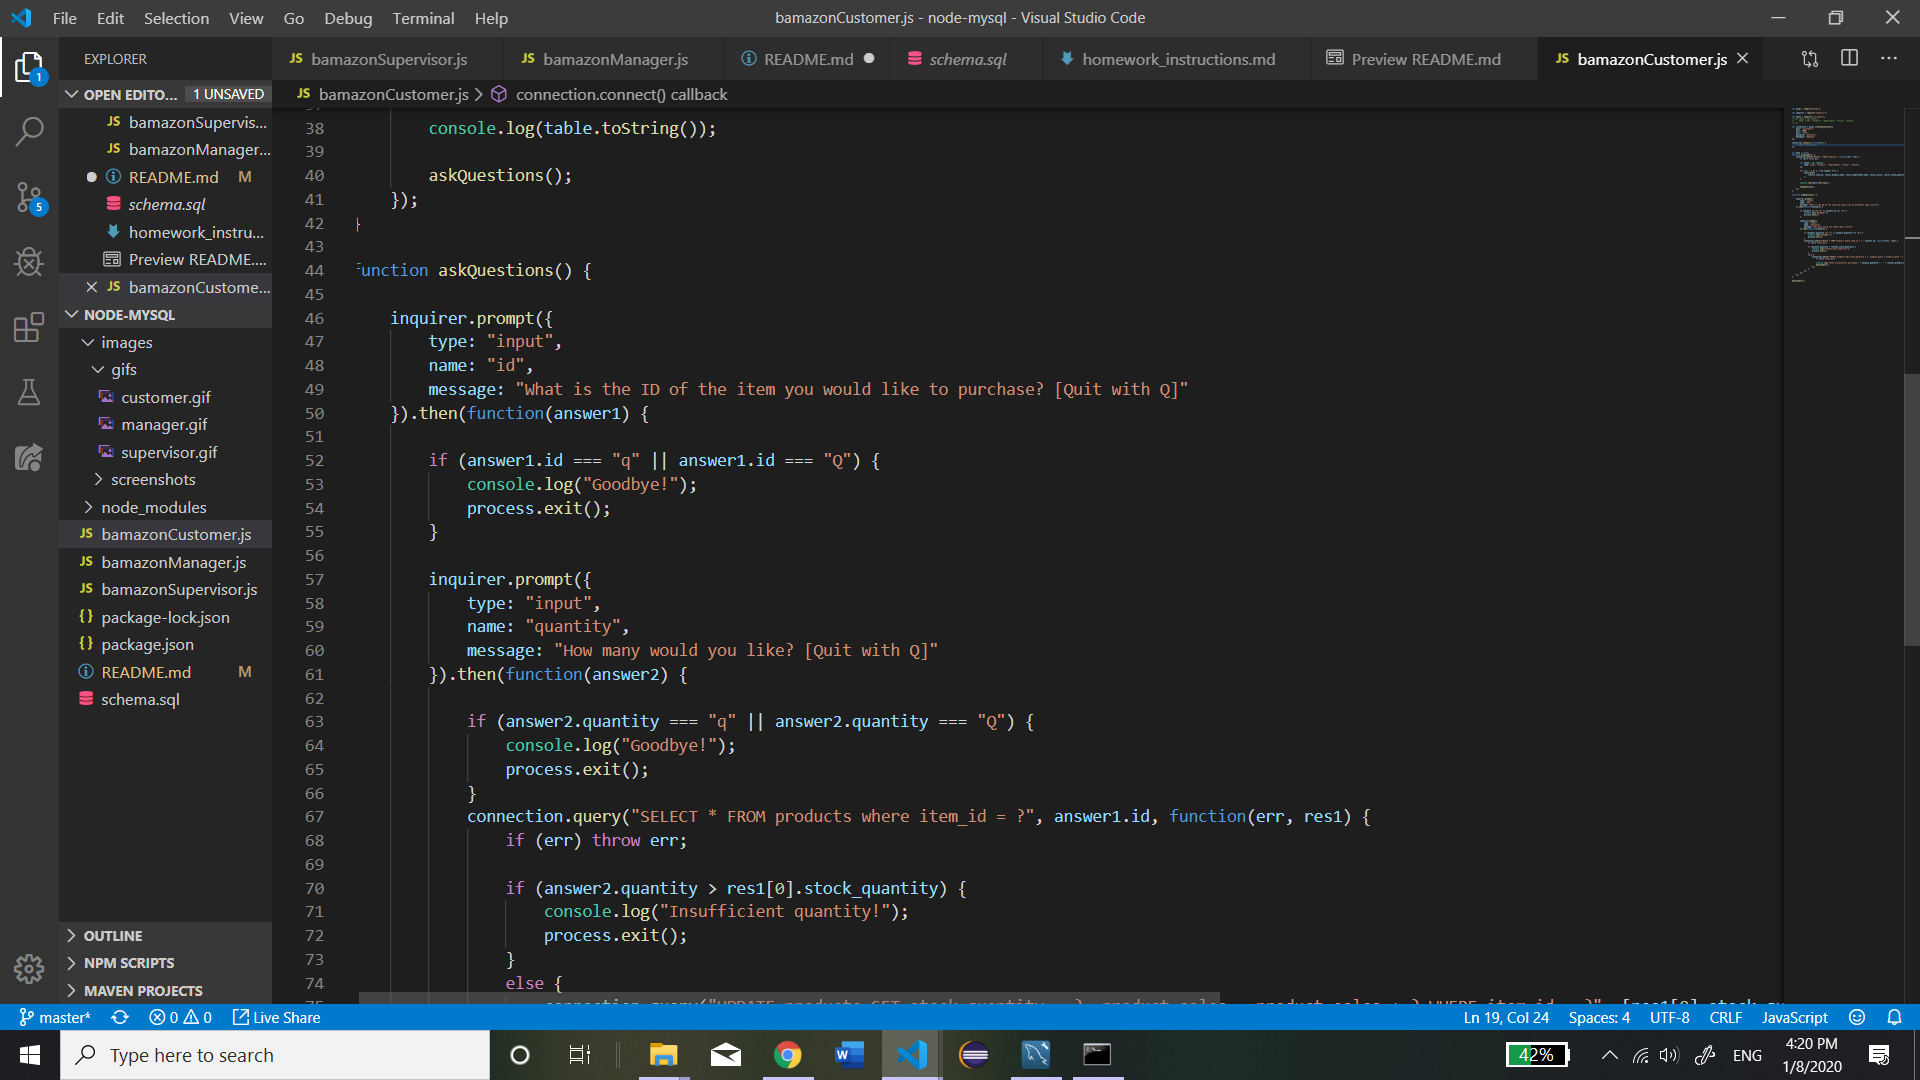 File Edit Selection View Go Debug Terminal Help
bamazonCustomer.js - node-mysql - Visual Studio Code
EXPLORER
JS bamazonSupervisor.js JS bamazonManager.js README.md schema.sql homework_instructions.md Preview README.md JS bamazonCustomer.js
JS bamazonCustomer.js > connection.connect() callback
1
5
OPEN EDITO... 1 UNSAVED
JS bamazonSupervis...
JS bamazonManager...
README.md M
schema.sql
homework_instru...
Preview README....
JS bamazonCustome...
NODE-MYSQL
images
gifs
customer.gif
manager.gif
supervisor.gif
screenshots
node_modules
JS bamazonCustomer.js
JS bamazonManager.js
JS bamazonSupervisor.js
{} package-lock.json
{} package.json
README.md M
schema.sql
OUTLINE
NPM SCRIPTS
MAVEN PROJECTS
38 console.log(table.toString());
39
40 askQuestions();
41 });
42 }
43
44 function askQuestions() {
45
46 inquirer.prompt({
47 type: "input",
48 name: "id",
49 message: "What is the ID of the item you would like to purchase? [Quit with Q]"
50 }).then(function(answer1) {
51
52 if (answer1.id === "q" || answer1.id === "Q") {
53 console.log("Goodbye!");
54 process.exit();
55 }
56
57 inquirer.prompt({
58 type: "input",
59 name: "quantity",
60 message: "How many would you like? [Quit with Q]"
61 }).then(function(answer2) {
62
63 if (answer2.quantity === "q" || answer2.quantity === "Q") {
64 console.log("Goodbye!");
65 process.exit();
66 }
67 connection.query("SELECT * FROM products where item_id = ?", answer1.id, function(err, res1) {
68 if (err) throw err;
69
70 if (answer2.quantity > res1[0].stock_quantity) {
71 console.log("Insufficient quantity!");
72 process.exit();
73 }
74 else {
master* 0 0 Live Share
Ln 19, Col 24 Spaces: 4 UTF-8 CRLF JavaScript
Type here to search
42% ENG
4:20 PM
1/8/2020